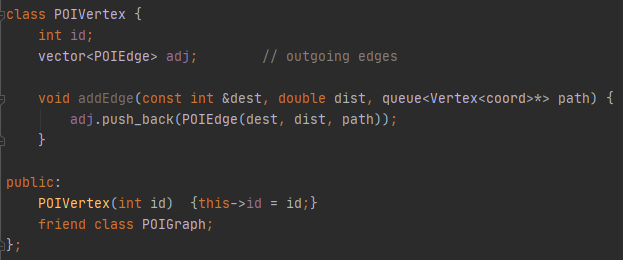 class POIVertex {
    int id;
    vector<POIEdge> adj;        // outgoing edges
    void addEdge(const int &dest, double dist, queue<Vertex<coord>*> path) {
        adj.push_back(POIEdge(dest, dist, path));
    }
public:
    POIVertex(int id)  {this->id = id;}
    friend class POIGraph;
};